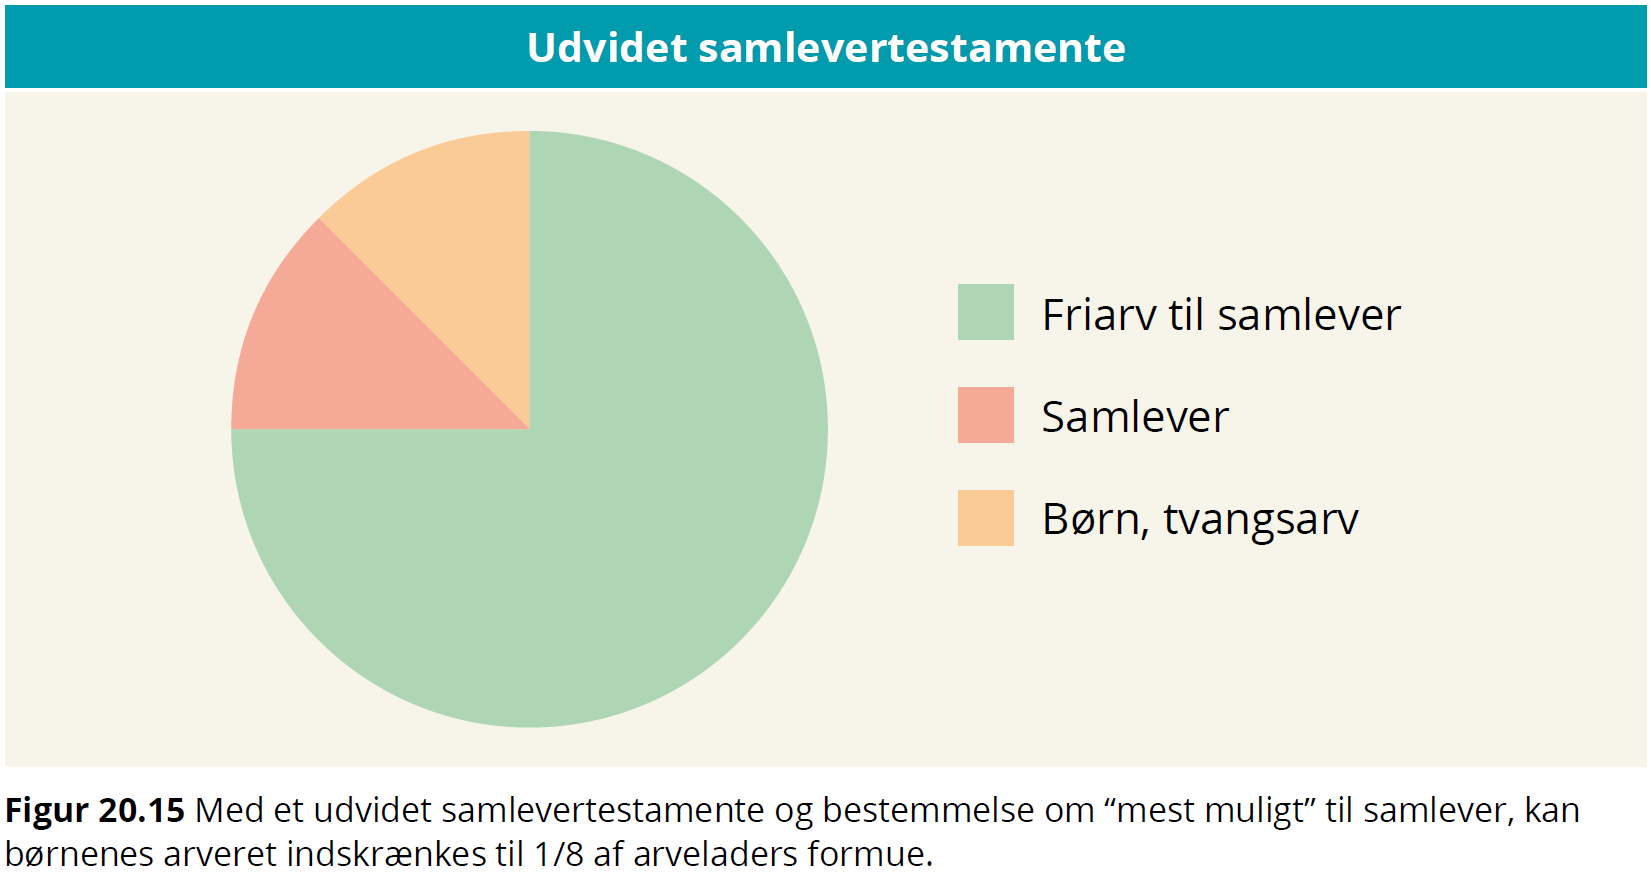 Udvidet samlevertestamente
Friarv til samlever
Samlever
Børn, tvangsarv
Figur 20.15 Med et udvidet samlevertestamente og bestemmelse om “mest muligt” til samlever, kan
børnenes arveret indskrænkes til 1/8 af arveladers formue.